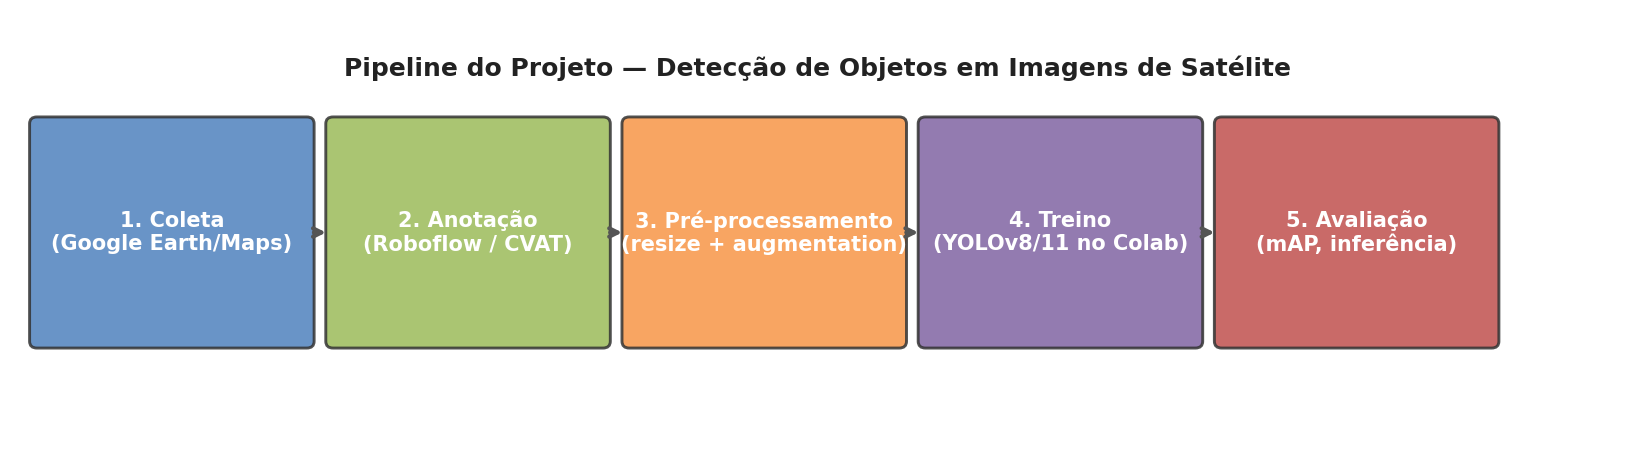 Pipeline do Projeto — Detecção de Objetos em Imagens de Satélite
1. Coleta
(Google Earth/Maps)
2. Anotação
(Roboflow / CVAT)
3. Pré-processamento
(resize + augmentation)
4. Treino
(YOLOv8/11 no Colab)
5. Avaliação
(mAP, inferência)